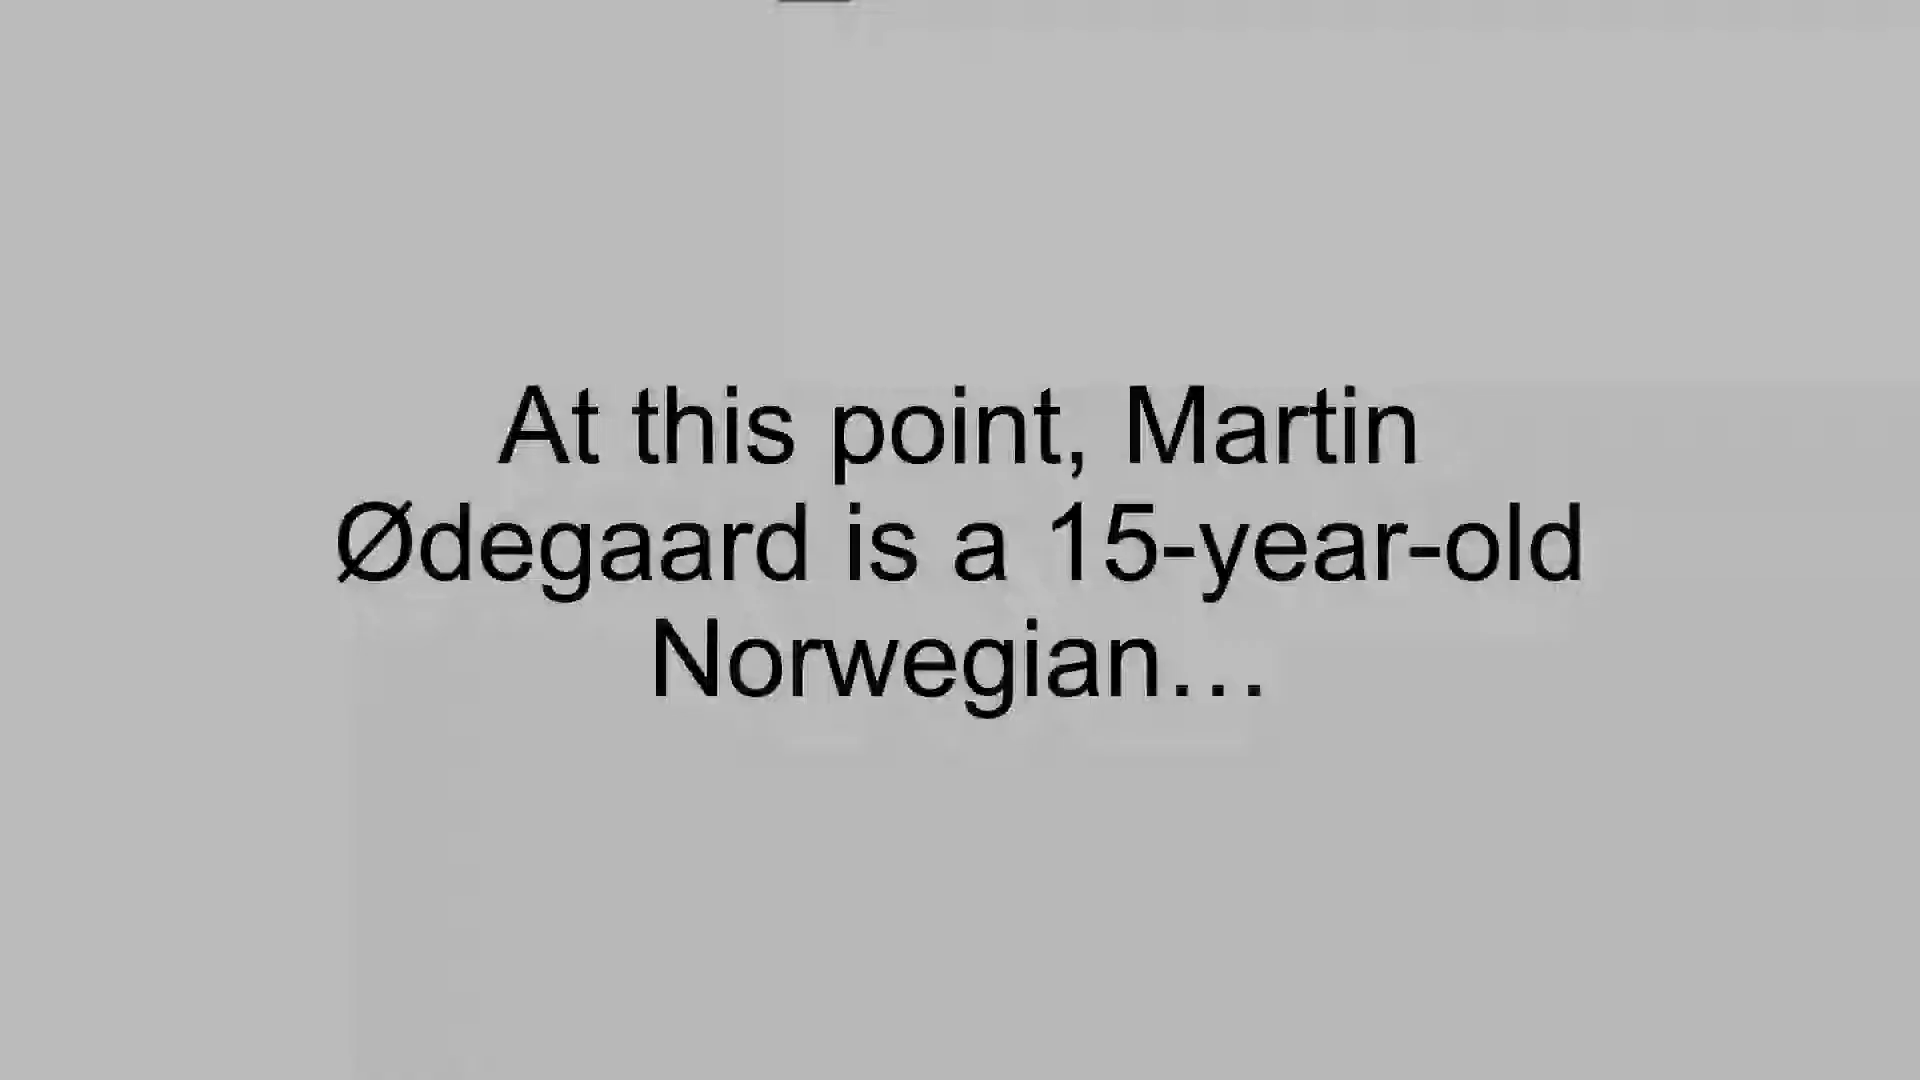 At this point, Martin
Ødegaard is a 15-year-old
Norwegian…